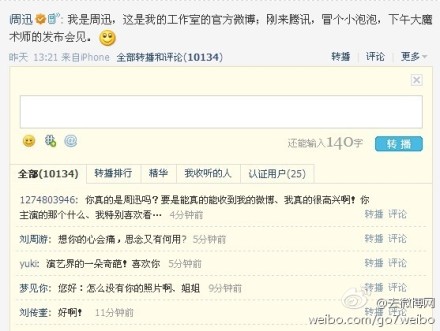 周迅: 我是周迅，这是我的工作室的官方微博；刚来腾讯，冒个小泡泡，下午大魔
术师的发布会见。
昨天 13:21 来自iPhone 全部转播和评论(10134) 转播 评论 更多
还能输入140字 转播
全部(10134) 转播排行 精华 我收听的人 认证用户(25)
1274803946: 你真的是周迅吗？要是能真的能收到我的微博、我真的很高兴啊！你
主演的那个什么、我特别喜欢看… 4分钟前 转播 评论
刘周游: 想你的心会痛，思念又有何用？ 5分钟前 转播 评论
yuki: 演艺界的一朵奇葩！喜欢你 5分钟前 转播 评论
梦见你: 您好：怎么没有你的照片啊、姐姐 9分钟前 转播 评论
刘传奎: 好啊！ 11分钟前 转播 评论
@去微博网
weibo.com/go7weibo